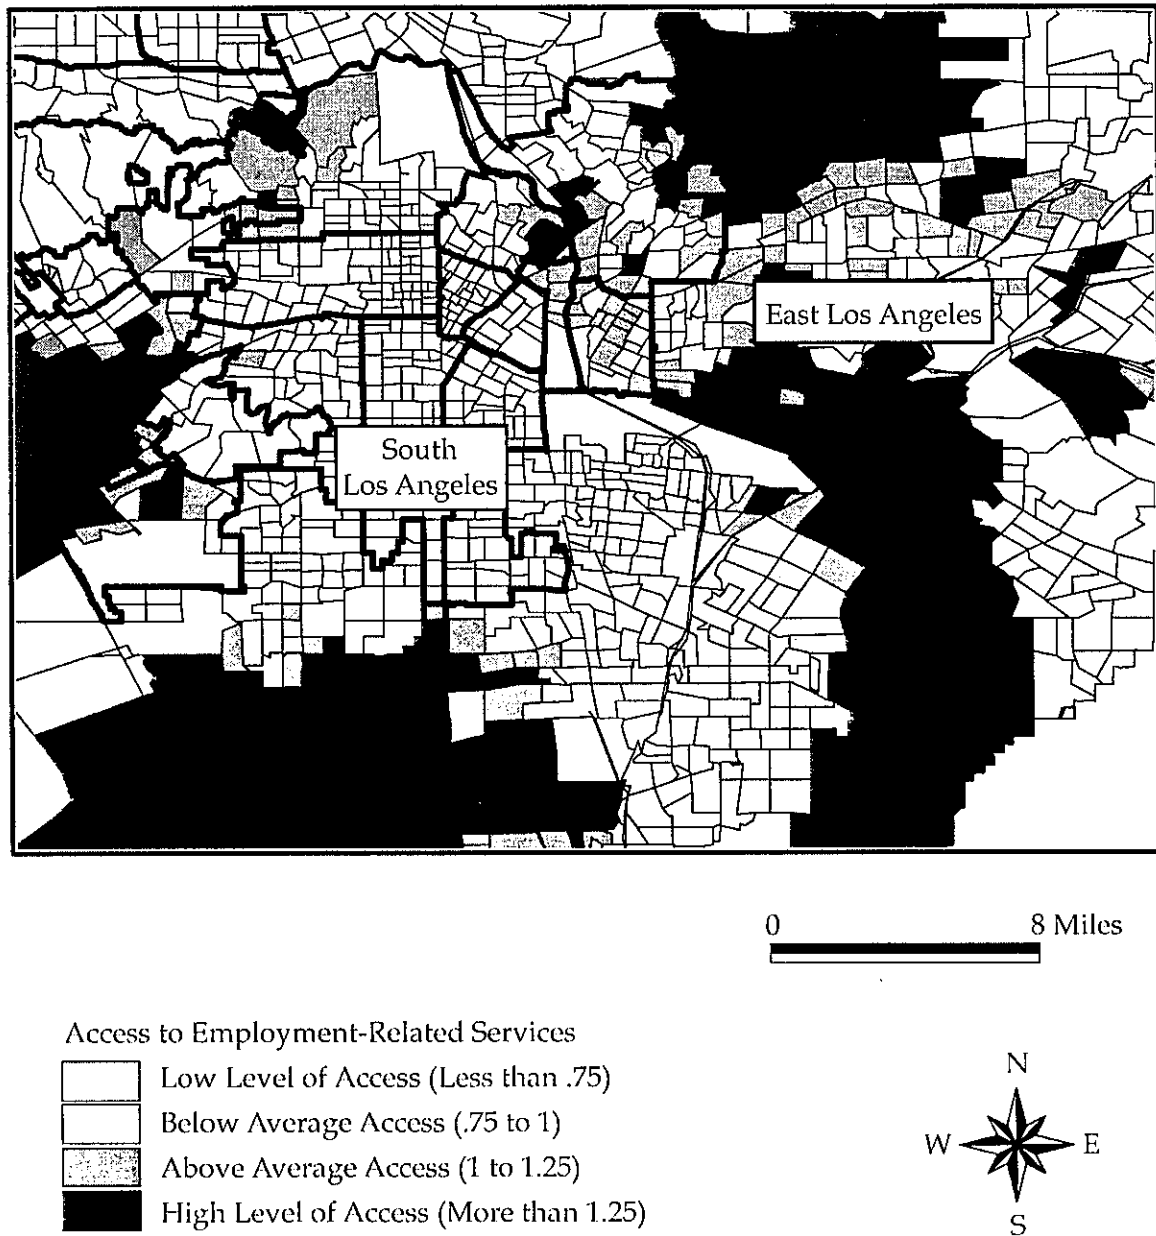 East Los Angeles
South
Los Angeles
0 8 Miles
Access to Employment-Related Services
Low Level of Access (Less than .75)
Below Average Access (.75 to 1)
Above Average Access (1 to 1.25)
High Level of Access (More than 1.25)
N
W E
S